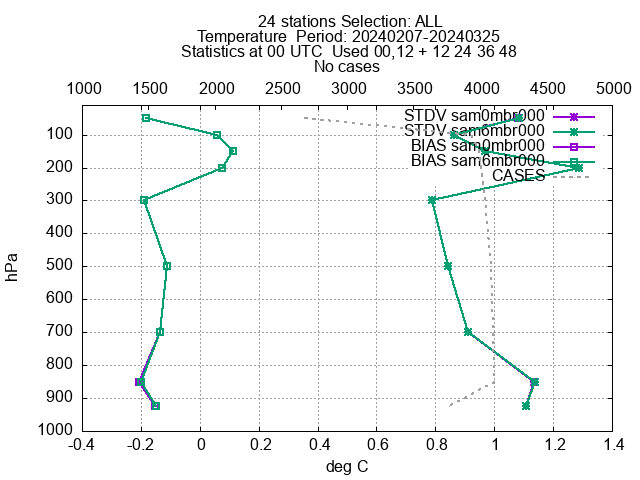 24 stations Selection: ALL
Temperature  Period: 20240207-20240325
Statistics at 00 UTC  Used 00,12 + 12 24 36 48
No cases
1000 1500 2000 2500 3000 3500 4000 4500 5000
STDV sam0mbr000
STDV sam6mbr000
BIAS sam0mbr000
BIAS sam6mbr000
CASES
100
200
300
400
500
600
700
800
900
1000
hPa
-0.4 -0.2 0 0.2 0.4 0.6 0.8 1 1.2 1.4
deg C